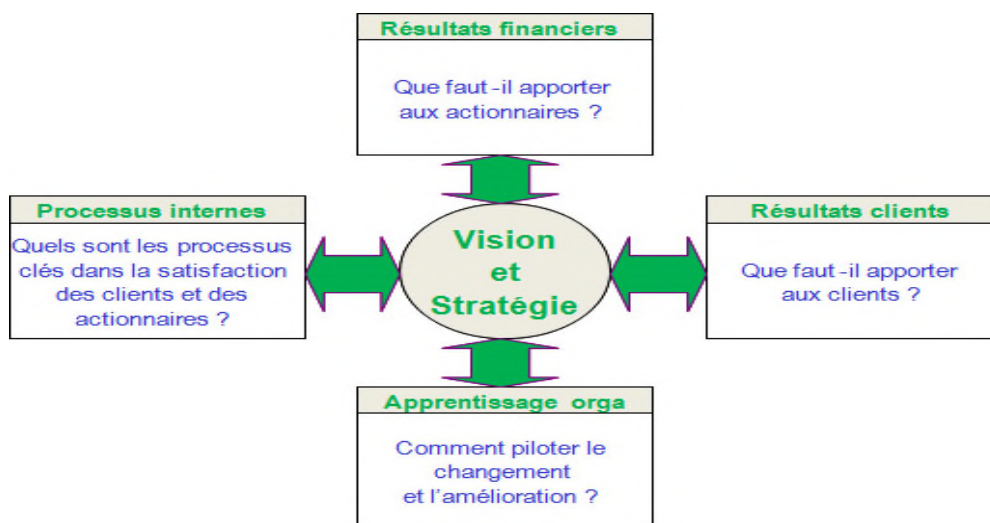 Résultats financiers
Que faut-il apporter
aux actionnaires ?
Processus internes
Quels sont les processus
clés dans la satisfaction
des clients et des
actionnaires ?
Vision
et
Stratégie
Résultats clients
Que faut-il apporter
aux clients ?
Apprentissage orga
Comment piloter le
changement
et l'amélioration ?